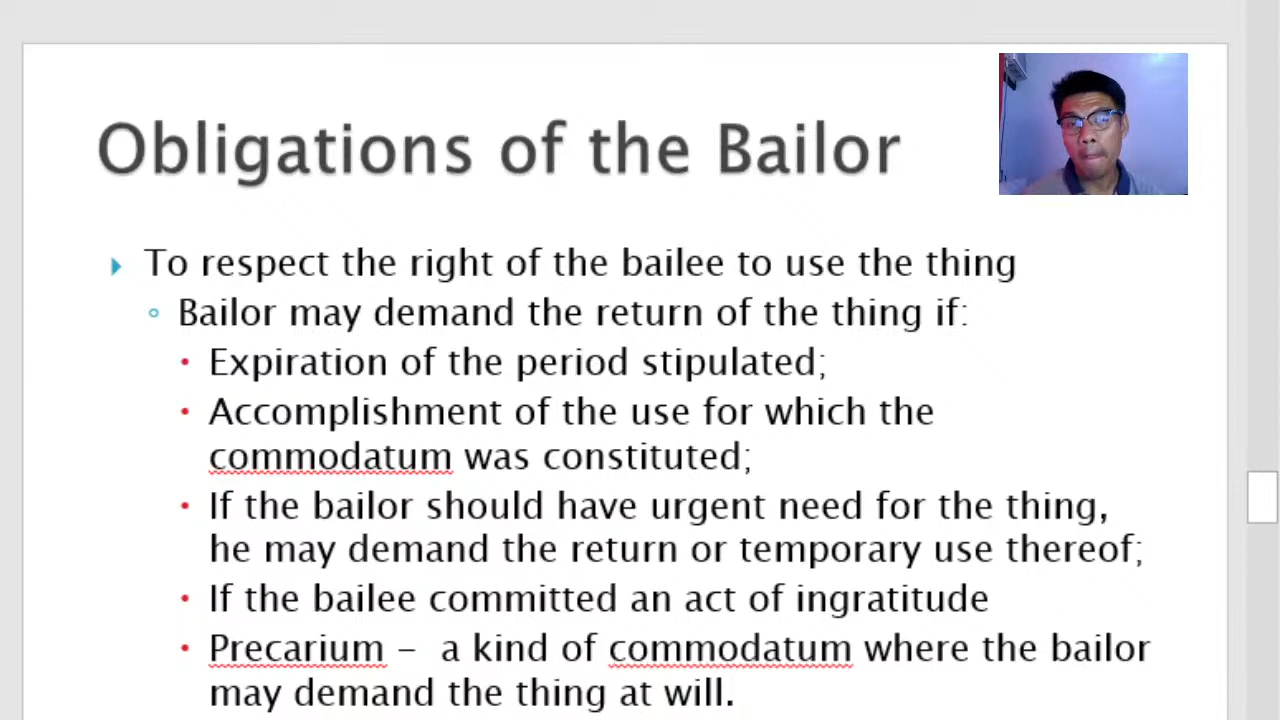 Obligations of the Bailor
To respect the right of the bailee to use the thing
Bailor may demand the return of the thing if:
Expiration of the period stipulated;
Accomplishment of the use for which the
commodatum was constituted;
If the bailor should have urgent need for the thing,
he may demand the return or temporary use thereof;
If the bailee committed an act of ingratitude
Precarium – a kind of commodatum where the bailor
may demand the thing at will.